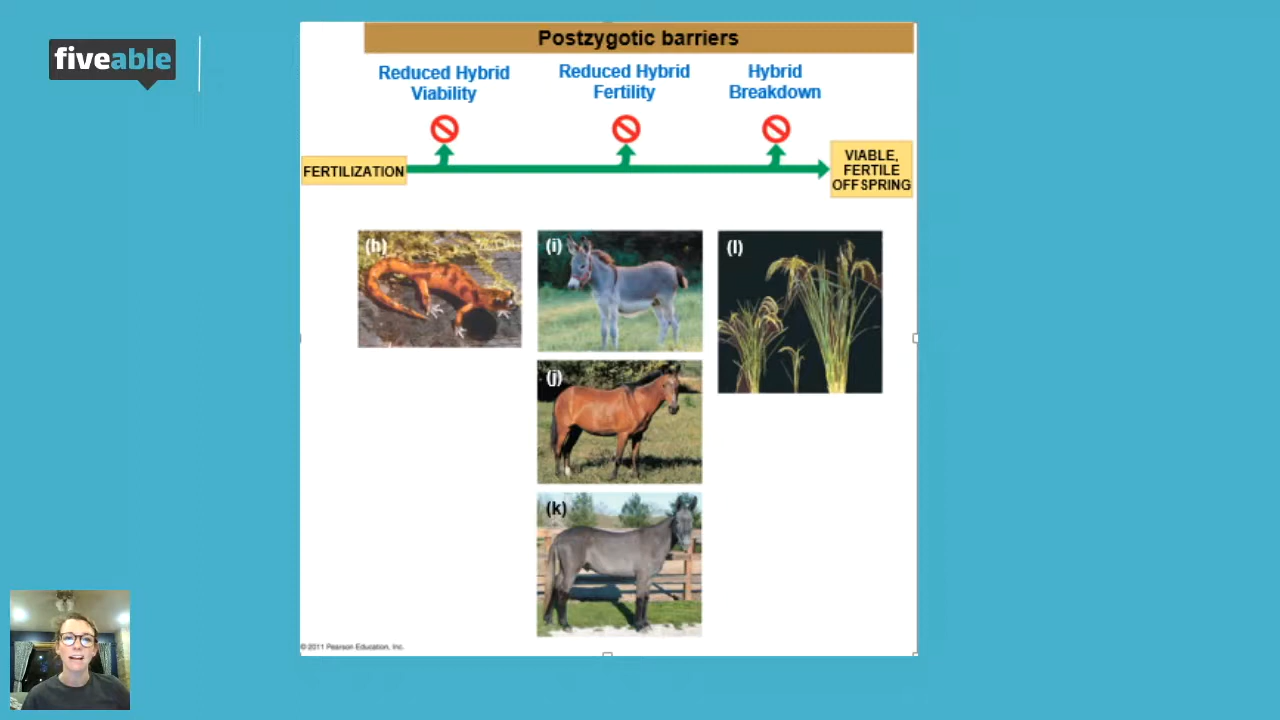 fiveable
Postzygotic barriers
Reduced Hybrid
Viability
Reduced Hybrid
Fertility
Hybrid
Breakdown
FERTILIZATION
VIABLE,
FERTILE
OFFSPRING
(h)
(i)
(l)
(j)
(k)
© 2011 Pearson Education, Inc.